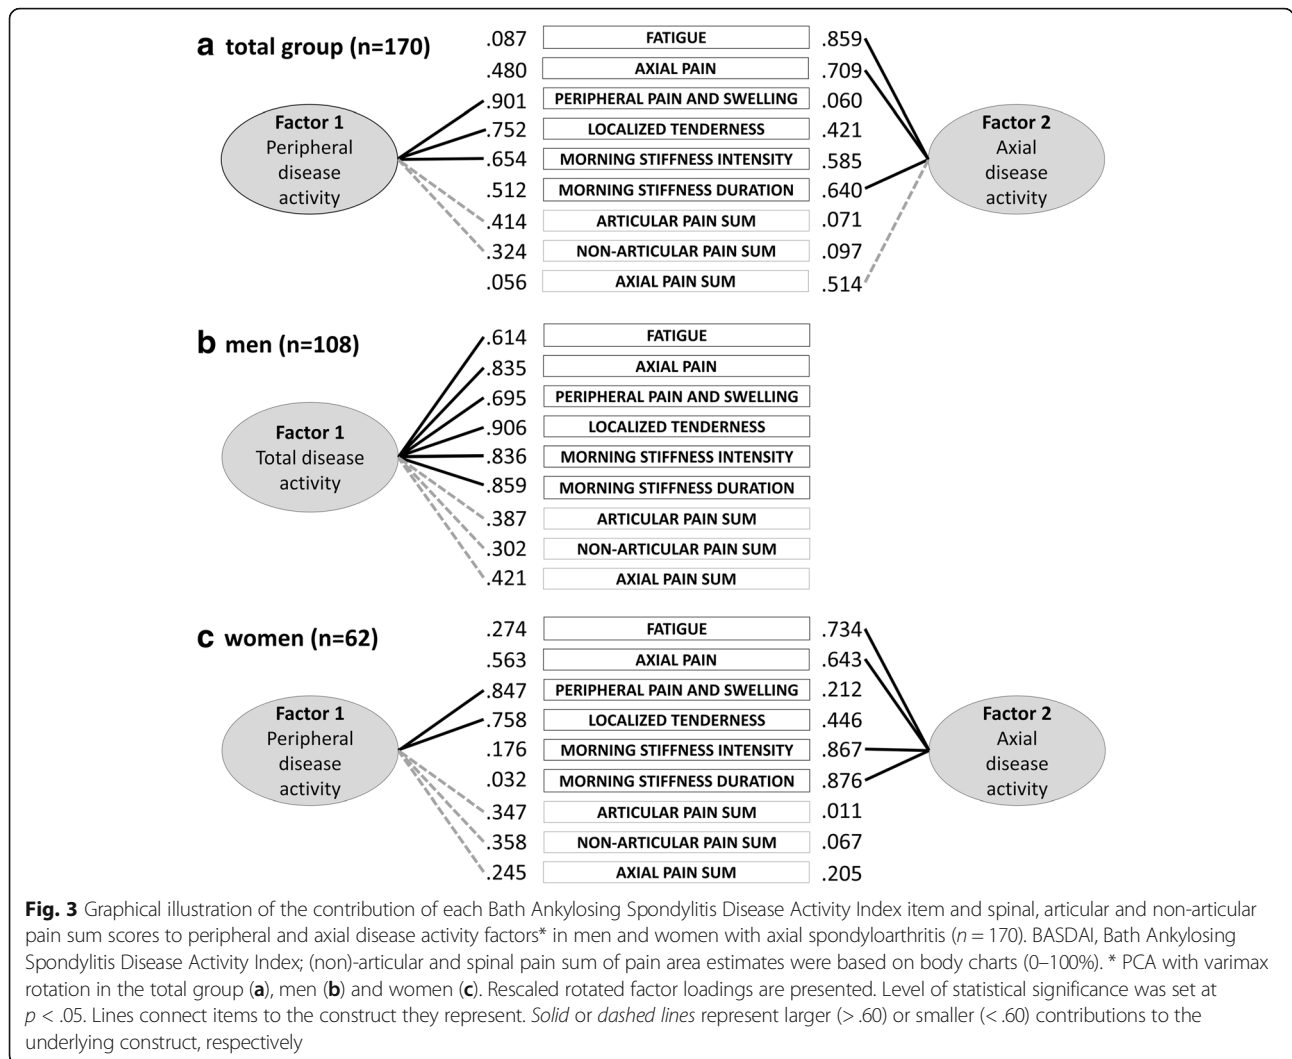 a total group (n=170)
.087 FATIGUE .859
.480 AXIAL PAIN .709
.901 PERIPHERAL PAIN AND SWELLING .060
.752 LOCALIZED TENDERNESS .421
.654 MORNING STIFFNESS INTENSITY .585
.512 MORNING STIFFNESS DURATION .640
.414 ARTICULAR PAIN SUM .071
.324 NON-ARTICULAR PAIN SUM .097
.056 AXIAL PAIN SUM .514
Factor 1
Peripheral
disease
activity
Factor 2
Axial
disease
activity
b men (n=108)
.614 FATIGUE
.835 AXIAL PAIN
.695 PERIPHERAL PAIN AND SWELLING
.906 LOCALIZED TENDERNESS
.836 MORNING STIFFNESS INTENSITY
.859 MORNING STIFFNESS DURATION
.387 ARTICULAR PAIN SUM
.302 NON-ARTICULAR PAIN SUM
.421 AXIAL PAIN SUM
Factor 1
Total disease
activity
c women (n=62)
.274 FATIGUE .734
.563 AXIAL PAIN .643
.847 PERIPHERAL PAIN AND SWELLING .212
.758 LOCALIZED TENDERNESS .446
.176 MORNING STIFFNESS INTENSITY .867
.032 MORNING STIFFNESS DURATION .876
.347 ARTICULAR PAIN SUM .011
.358 NON-ARTICULAR PAIN SUM .067
.245 AXIAL PAIN SUM .205
Factor 1
Peripheral
disease
activity
Factor 2
Axial
disease
activity
Fig. 3 Graphical illustration of the contribution of each Bath Ankylosing Spondylitis Disease Activity Index item and spinal, articular and non-articular
pain sum scores to peripheral and axial disease activity factors* in men and women with axial spondyloarthritis (n = 170). BASDAI, Bath Ankylosing
Spondylitis Disease Activity Index; (non)-articular and spinal pain sum of pain area estimates were based on body charts (0–100%). * PCA with varimax
rotation in the total group (a), men (b) and women (c). Rescaled rotated factor loadings are presented. Level of statistical significance was set at
p < .05. Lines connect items to the construct they represent. Solid or dashed lines represent larger (> .60) or smaller (< .60) contributions to the
underlying construct, respectively